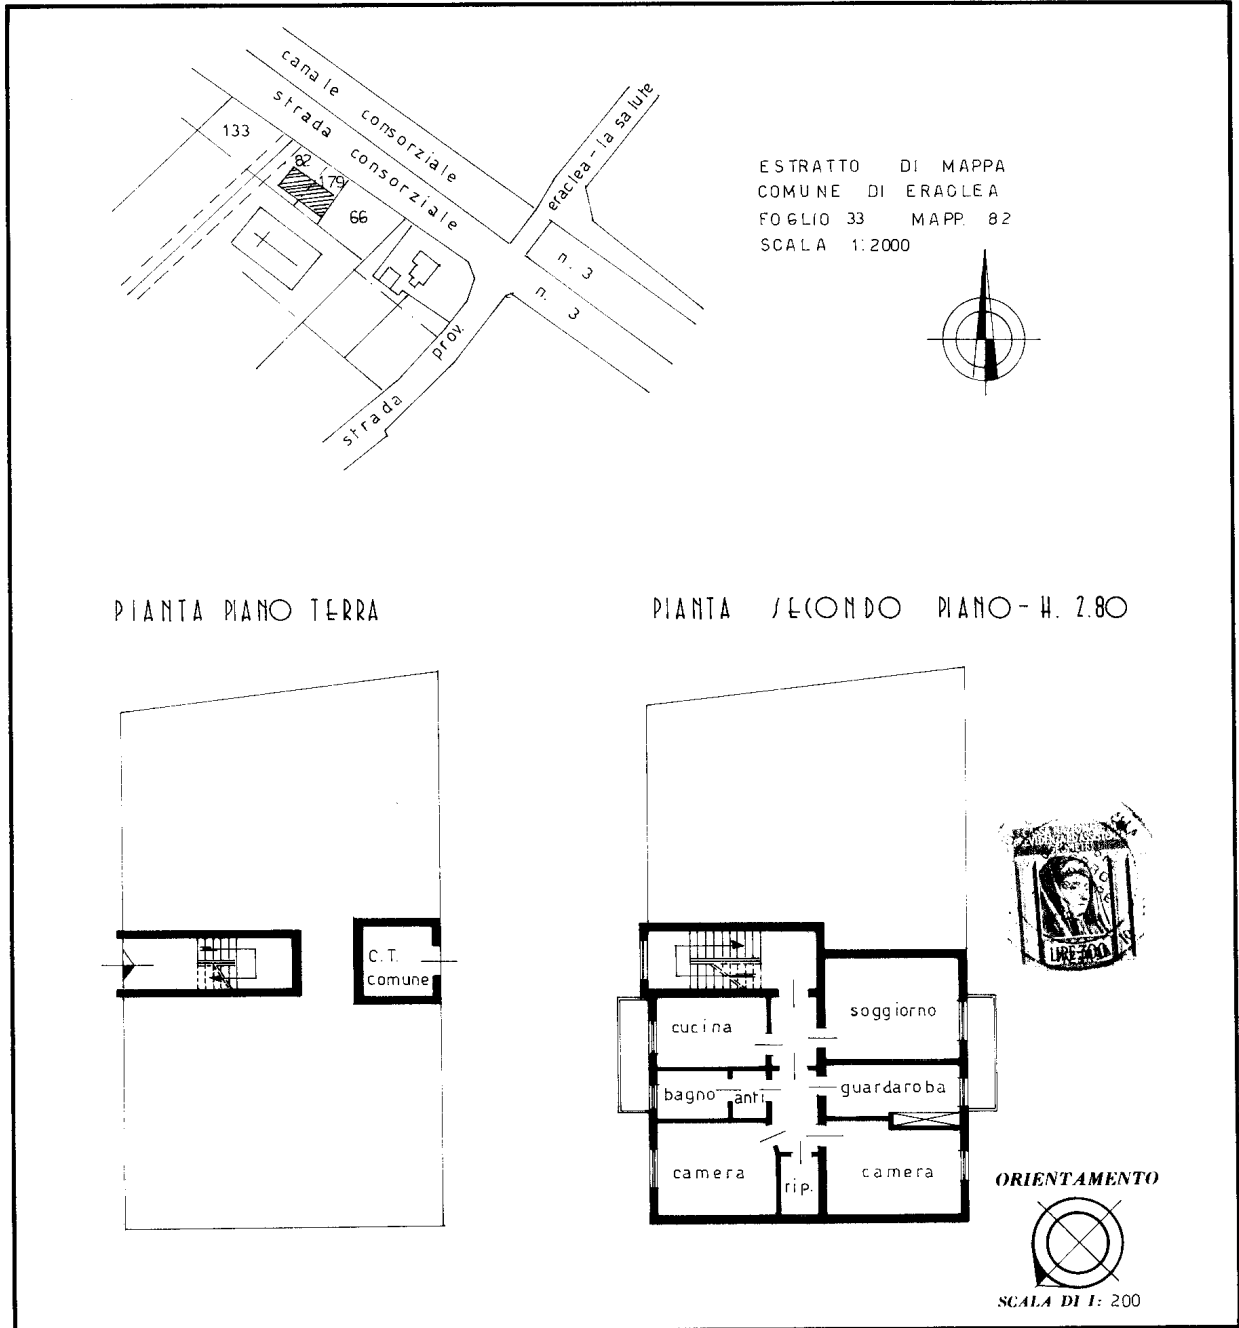 canale consorziale
strada consorziale
eraclea - la salute
133
82
179
66
n. 3
n. 3
strada prov.
ESTRATTO DI MAPPA
COMUNE DI ERACLEA
FOGLIO 33 MAPP. 82
SCALA 1:2000
PIANTA PIANO TERRA
PIANTA SECONDO PIANO - H. 2.80
C.T.
comune
cucina
soggiorno
bagno
anti
guardaroba
camera
rip.
camera
LIRE 300
ORIENTAMENTO
SCALA DI 1: 200